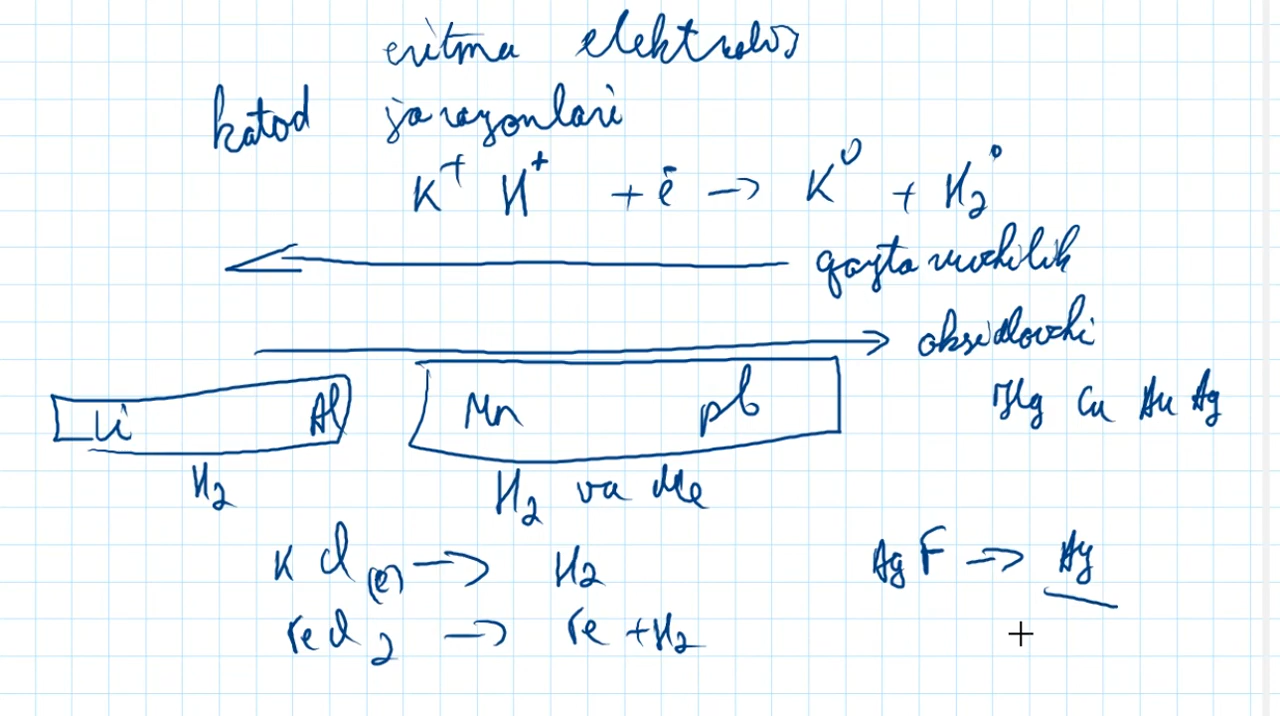 eritma elektroliz
katod jarayonlari
K⁺ H⁺ + ē → K⁰ + H₂⁰
qaytaruvchilik
oksidlovchi
Li Al Mn pb Hg Cu Au Ag
H₂ H₂ va Me
KCl(e) → H₂ AgF → Ag
FeCl₂ → Fe + H₂